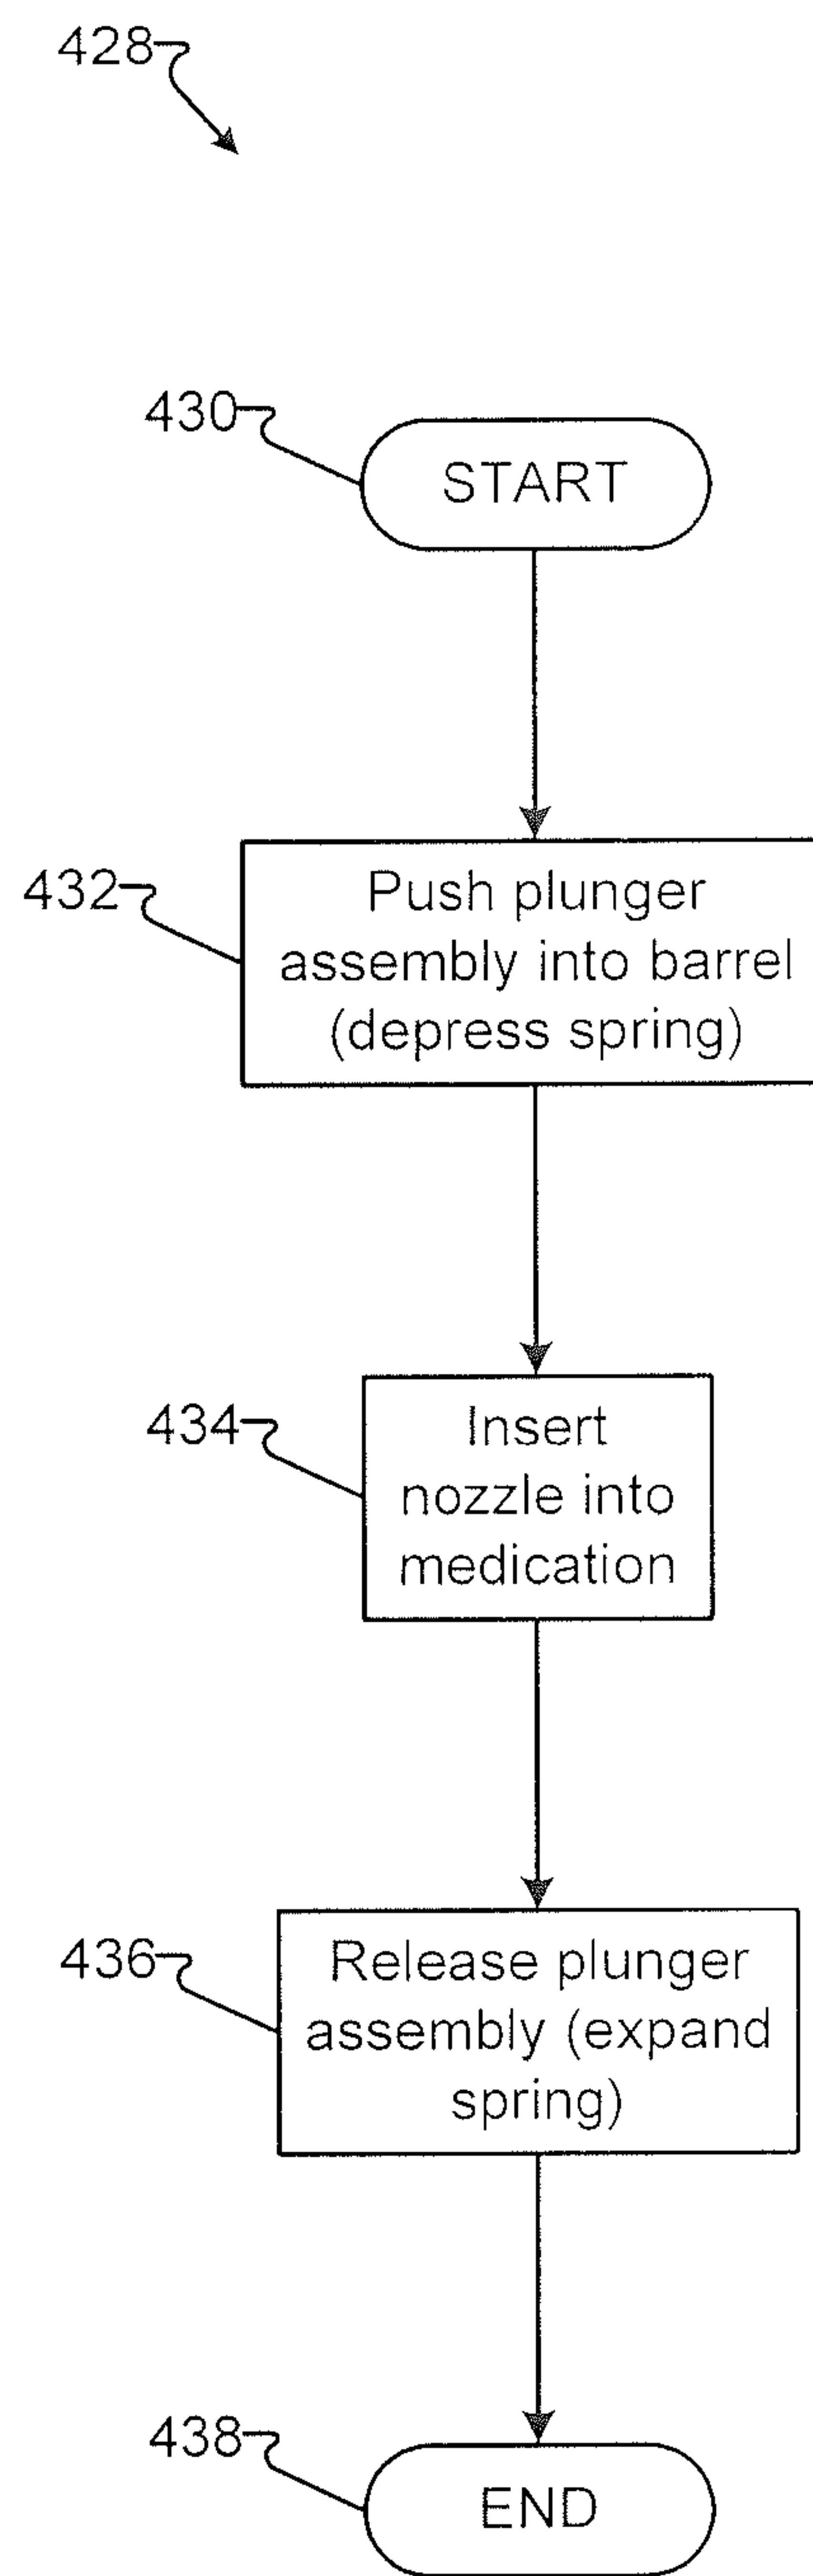 428
430
START
432
Push plunger
assembly into barrel
(depress spring)
434
Insert
nozzle into
medication
436
Release plunger
assembly (expand
spring)
438
END